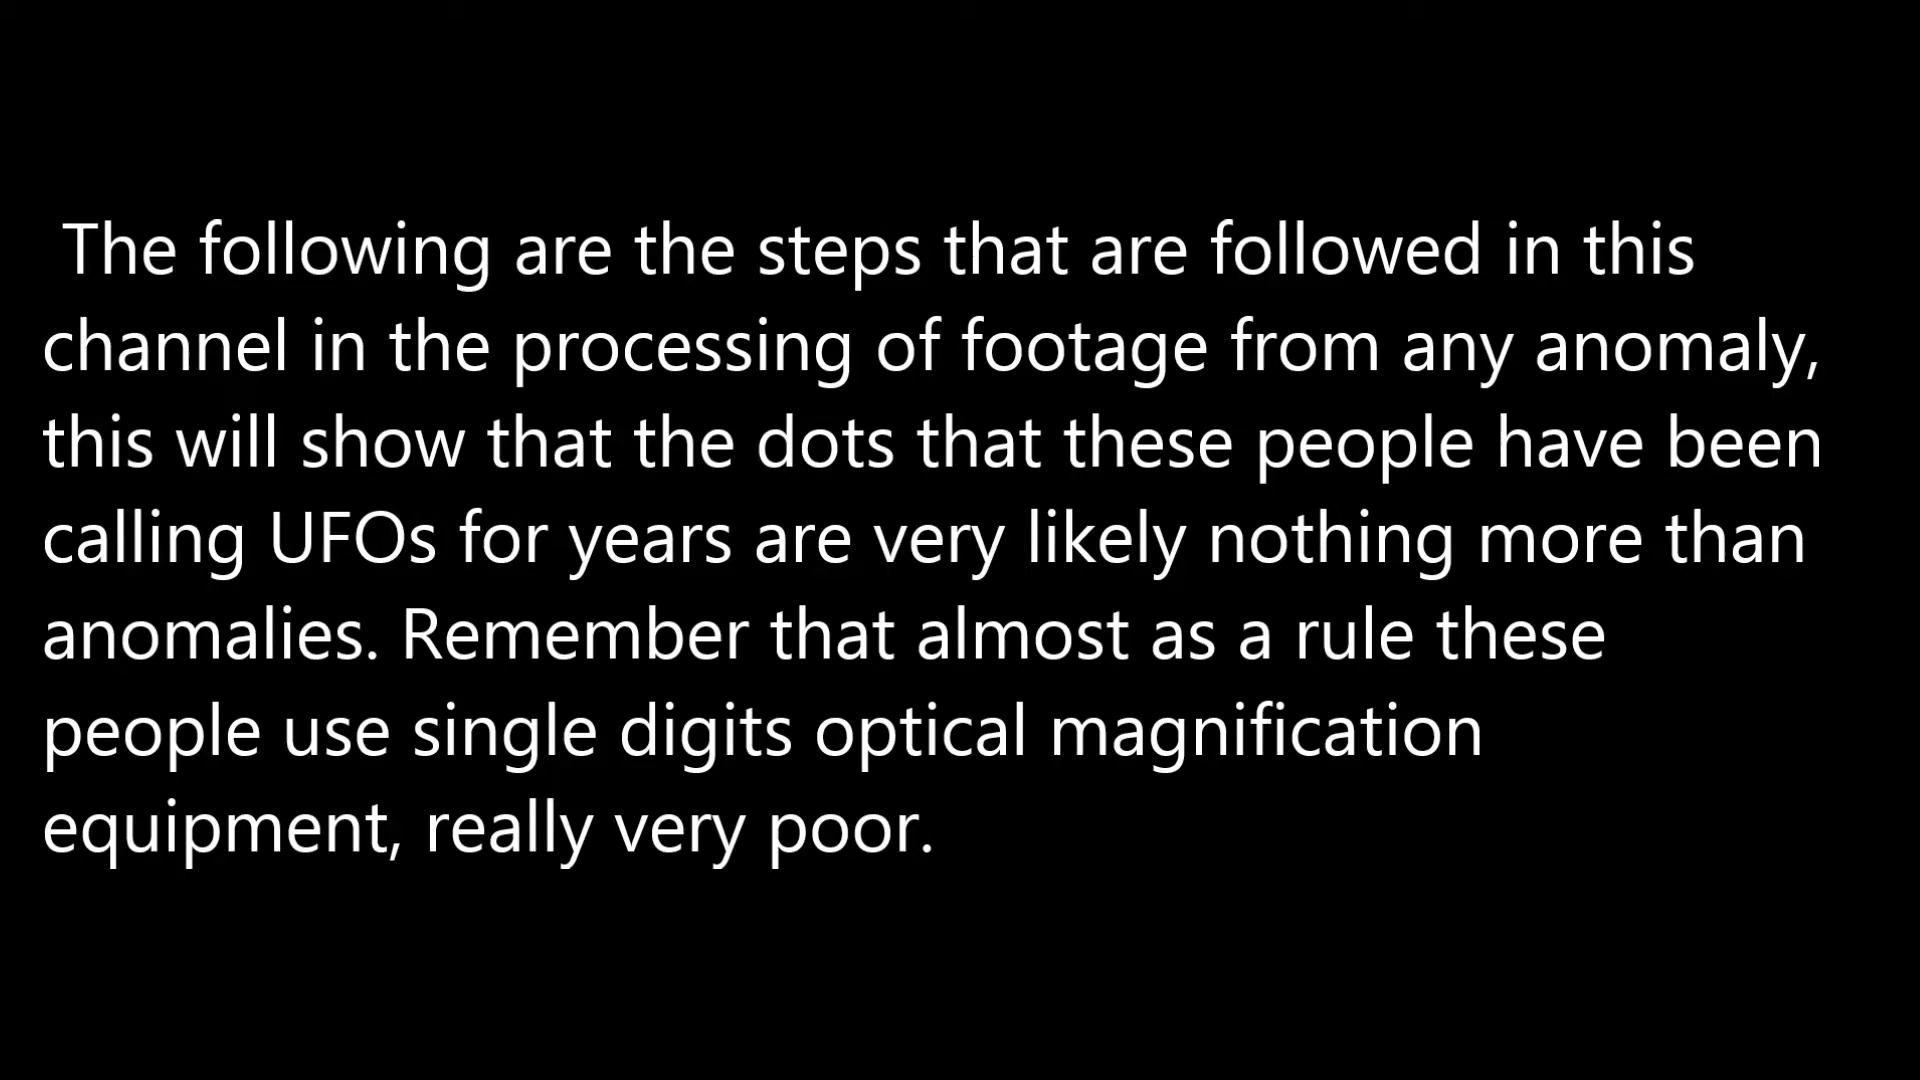 The following are the steps that are followed in this
channel in the processing of footage from any anomaly,
this will show that the dots that these people have been
calling UFOs for years are very likely nothing more than
anomalies. Remember that almost as a rule these
people use single digits optical magnification
equipment, really very poor.